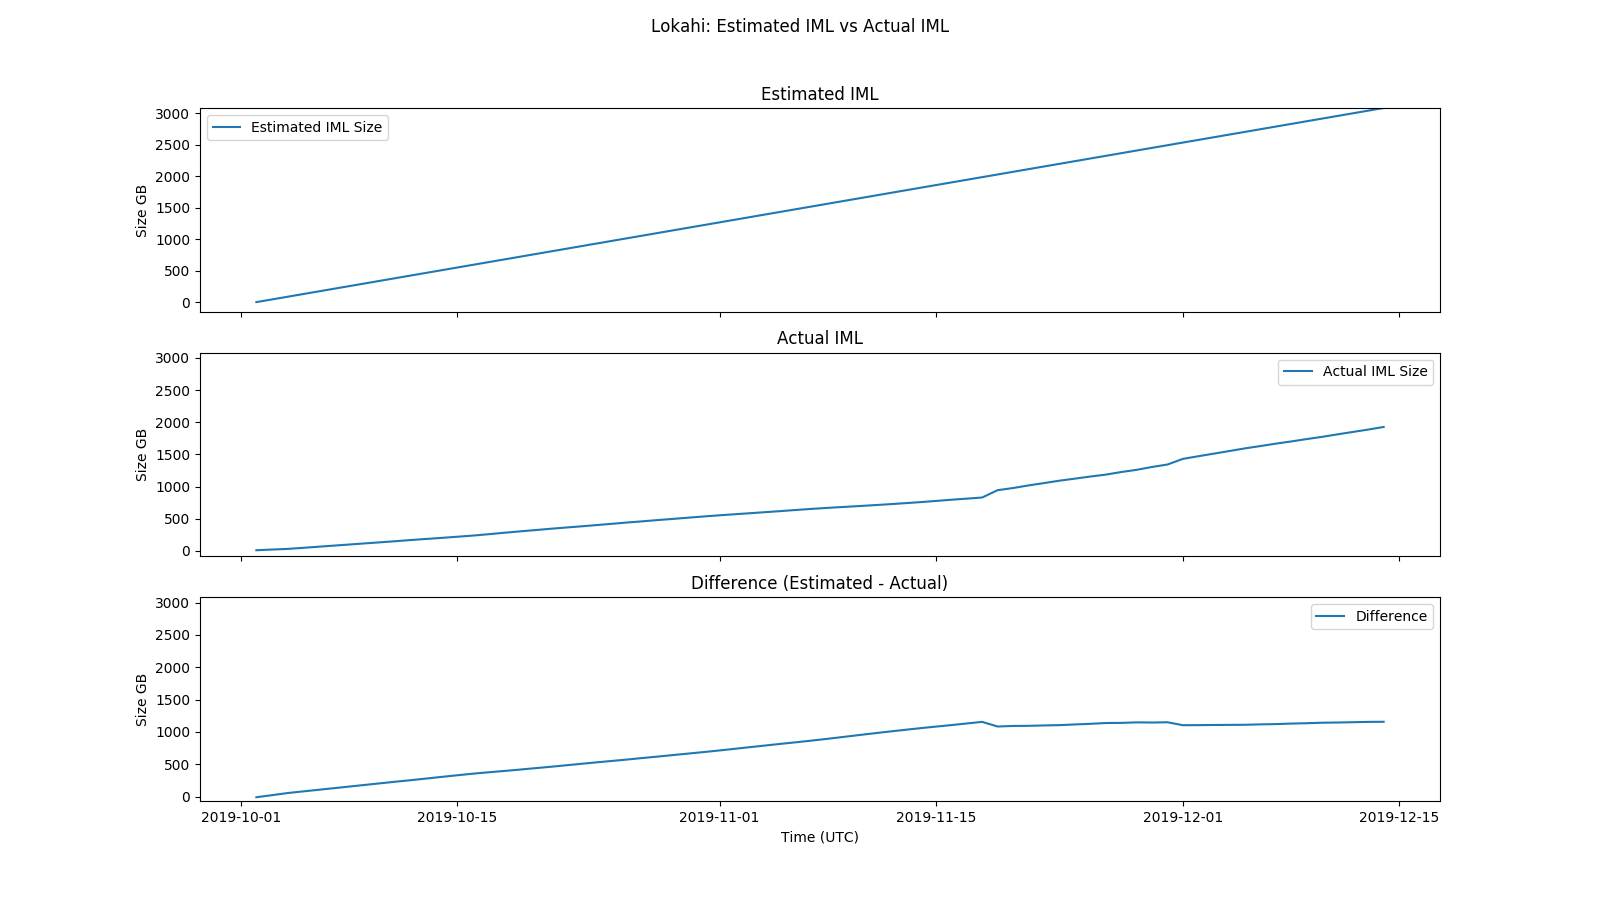 Lokahi: Estimated IML vs Actual IML
Estimated IML
3000
2500
2000
1500
1000
500
0
Size GB
Estimated IML Size
Actual IML
3000
2500
2000
1500
1000
500
0
Size GB
Actual IML Size
Difference (Estimated - Actual)
3000
2500
2000
1500
1000
500
0
Size GB
Difference
2019-10-01 2019-10-15 2019-11-01 2019-11-15 2019-12-01 2019-12-15
Time (UTC)